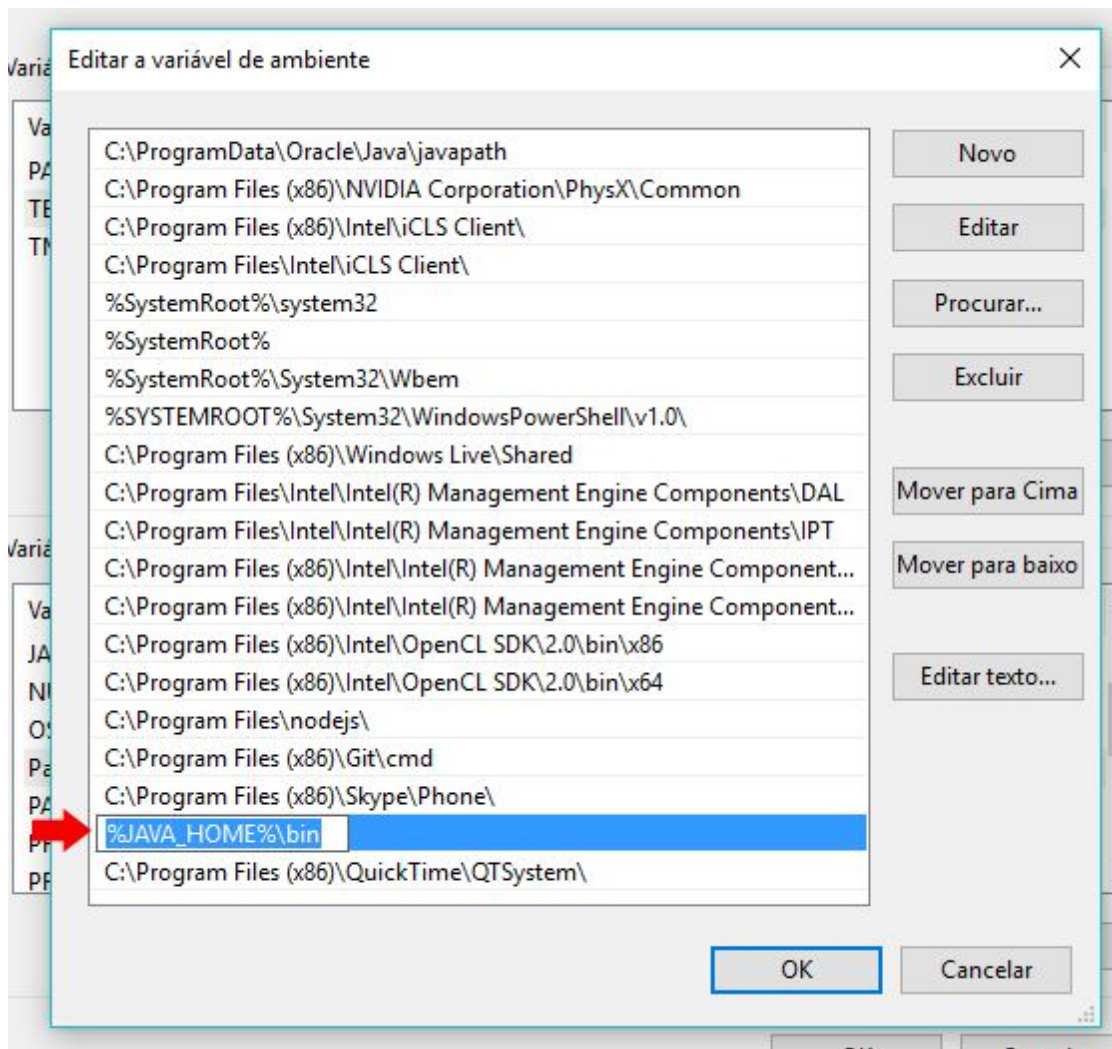 Editar a variável de ambiente
C:\ProgramData\Oracle\Java\javapath
C:\Program Files (x86)\NVIDIA Corporation\PhysX\Common
C:\Program Files (x86)\Intel\iCLS Client\
C:\Program Files\Intel\iCLS Client\
%SystemRoot%\system32
%SystemRoot%
%SystemRoot%\System32\Wbem
%SYSTEMROOT%\System32\WindowsPowerShell\v1.0\
C:\Program Files (x86)\Windows Live\Shared
C:\Program Files\Intel\Intel(R) Management Engine Components\DAL
C:\Program Files\Intel\Intel(R) Management Engine Components\IPT
C:\Program Files (x86)\Intel\Intel(R) Management Engine Component...
C:\Program Files (x86)\Intel\Intel(R) Management Engine Component...
C:\Program Files (x86)\Intel\OpenCL SDK\2.0\bin\x86
C:\Program Files (x86)\Intel\OpenCL SDK\2.0\bin\x64
C:\Program Files\nodejs\
C:\Program Files (x86)\Git\cmd
C:\Program Files (x86)\Skype\Phone\
%JAVA_HOME%\bin
C:\Program Files (x86)\QuickTime\QTSystem\
Novo
Editar
Procurar...
Excluir
Mover para Cima
Mover para baixo
Editar texto...
OK
Cancelar